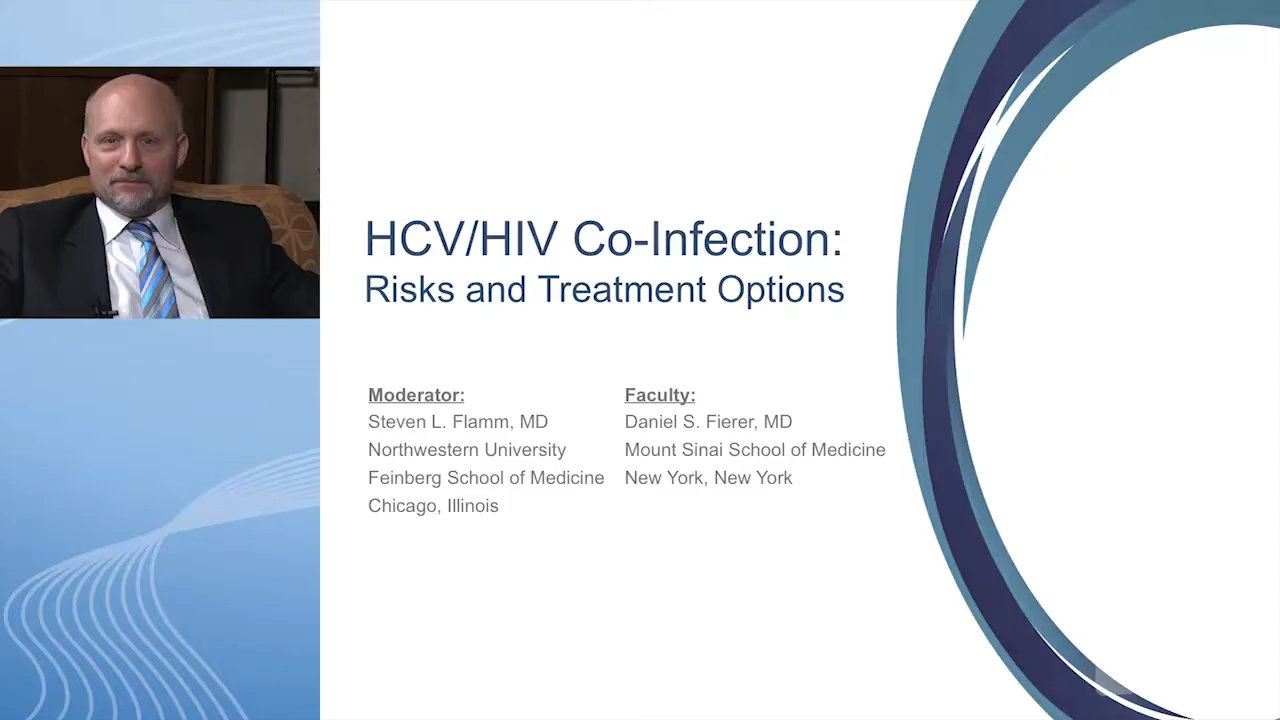 HCV/HIV Co-Infection:
Risks and Treatment Options
Moderator:
Steven L. Flamm, MD
Northwestern University
Feinberg School of Medicine
Chicago, Illinois
Faculty:
Daniel S. Fierer, MD
Mount Sinai School of Medicine
New York, New York